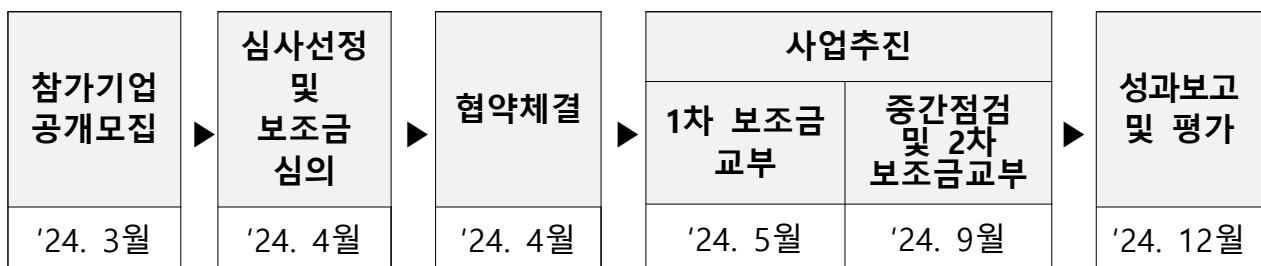 참가기업
공개모집
'24. 3월
▶
심사선정
및
보조금
심의
'24. 4월
▶
협약체결
'24. 4월
▶
사업추진
1차 보조금
교부
'24. 5월
중간점검
및 2차
보조금교부
'24. 9월
▶
성과보고
및 평가
'24. 12월